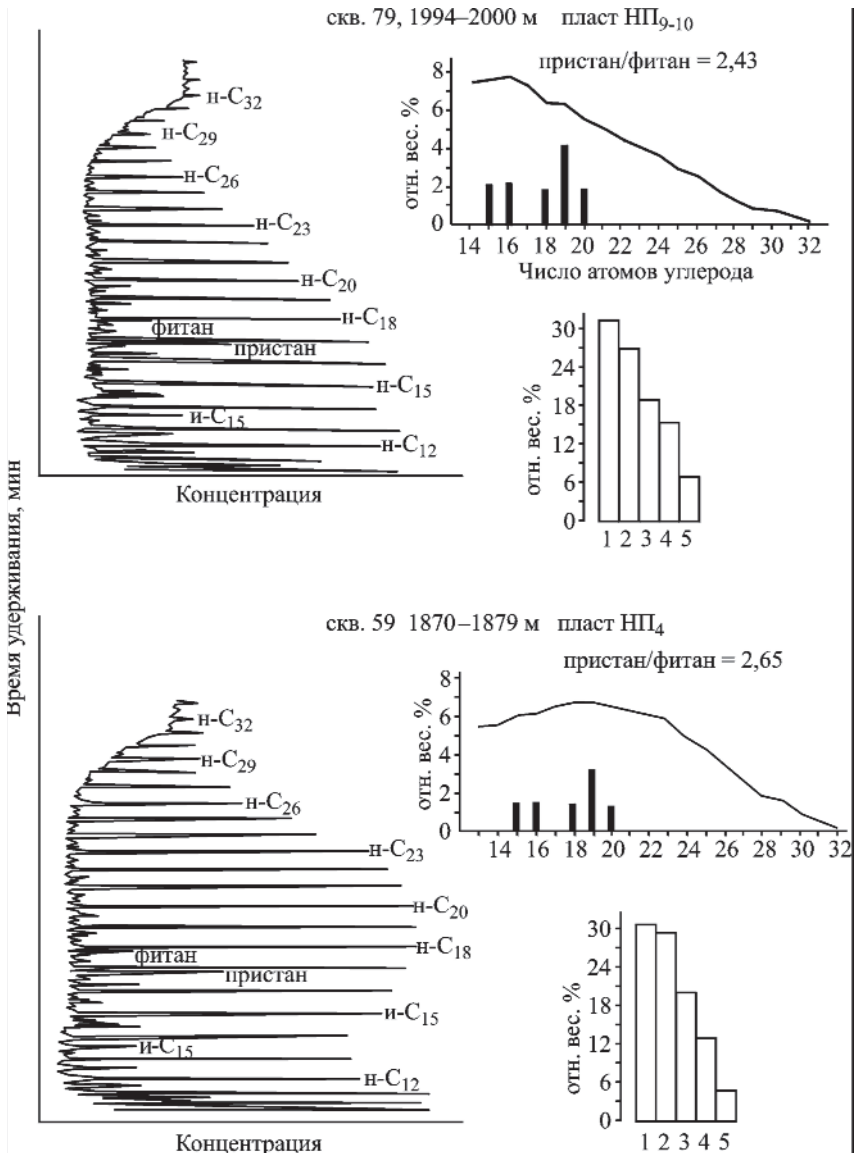 скв. 79, 1994–2000 м пласт НП₉₋₁₀
н-С₃₂
н-С₂₉
н-С₂₆
н-С₂₃
н-С₂₀
н-С₁₈
фитан
пристан
н-С₁₅
и-С₁₅
н-С₁₂
Концентрация
Время удерживания, мин
пристан/фитан = 2,43
отн. вес. %
8
6
4
2
0
14 16 18 20 22 24 26 28 30 32
Число атомов углерода
отн. вес. %
30
24
18
12
6
0
1 2 3 4 5
скв. 59 1870–1879 м пласт НП₄
н-С₃₂
н-С₂₉
н-С₂₆
н-С₂₃
н-С₂₀
н-С₁₈
фитан
пристан
и-С₁₅
и-С₁₅
н-С₁₂
Концентрация
пристан/фитан = 2,65
отн. вес. %
8
6
4
2
0
14 16 18 20 22 24 26 28 30 32
отн. вес. %
30
24
18
12
6
0
1 2 3 4 5